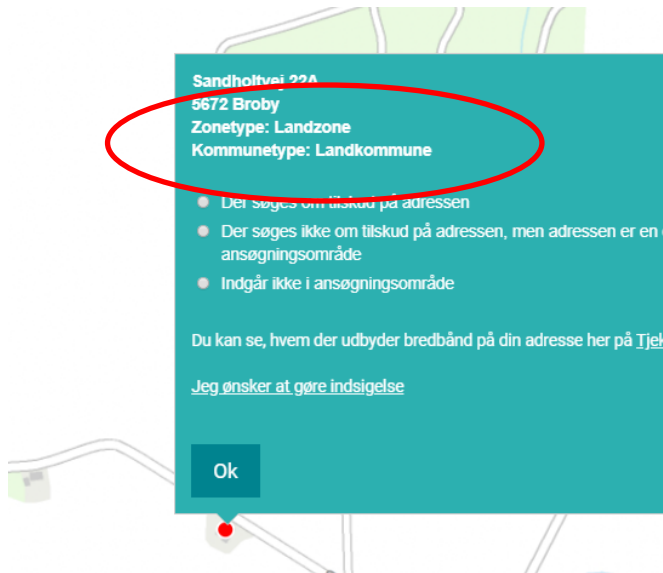 Sandholtvej 22A
5672 Broby
Zonetype: Landzone
Kommunetype: Landkommune
Der søges om tilskud på adressen
Der søges ikke om tilskud på adressen, men adressen er en
ansøgningsområde
Indgår ikke i ansøgningsområde
Du kan se, hvem der udbyder bredbånd på din adresse her på Tjek
Jeg ønsker at gøre indsigelse
Ok